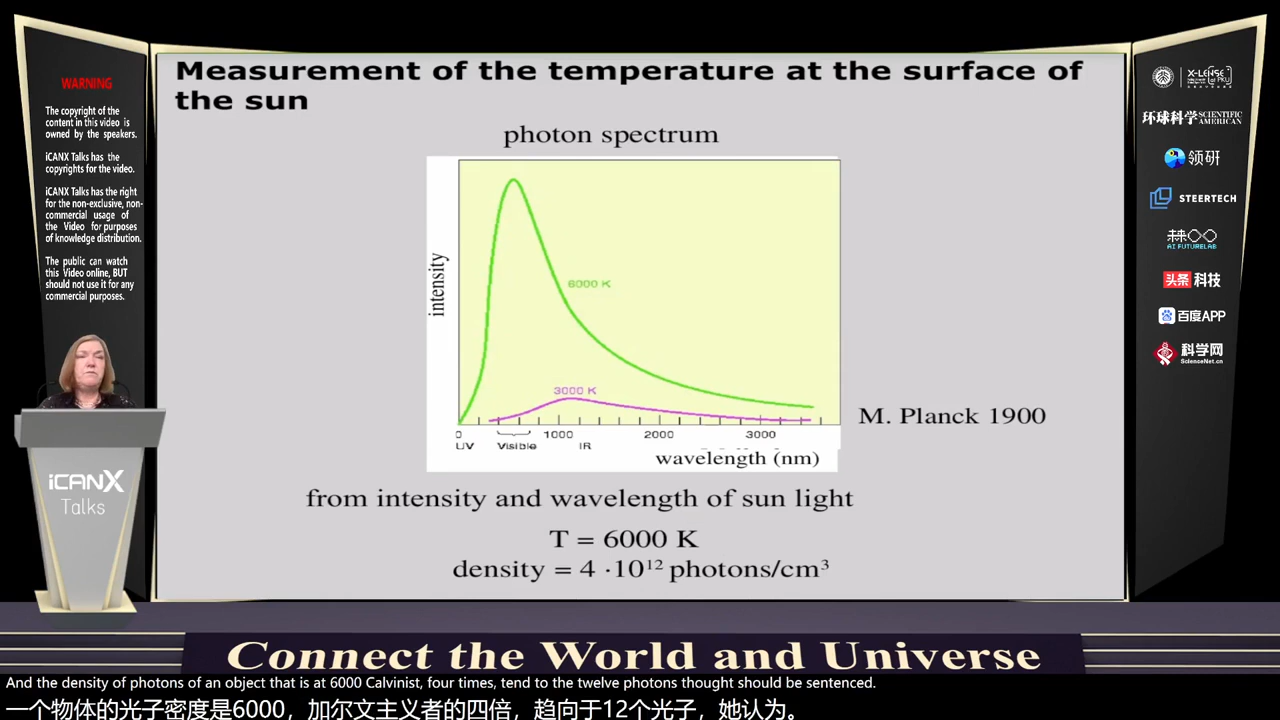 WARNING
The copyright of the
content in this video is
owned by the speakers.
iCANX Talks has the
copyrights for the video.
iCANX Talks has the right
for the non-exclusive, non-
commercial usage of
the Video for purposes
of knowledge distribution.
The public can watch
this Video online, BUT
should not use it for any
commercial purposes.
iCANX
Talks
Measurement of the temperature at the surface of
the sun
photon spectrum
intensity
6000 K
3000 K
0 1000 2000 3000
UV Visible IR
wavelength (nm)
M. Planck 1900
from intensity and wavelength of sun light
T = 6000 K
density = 4 ·10¹² photons/cm³
X-LENSE
环球科学 SCIENTIFIC AMERICAN
领研
STEERTECH
AI FUTURELAB
头条 科技
百度APP
科学网
ScienceNet.cn
Connect the World and Universe
And the density of photons of an object that is at 6000 Calvinist, four times, tend to the twelve photons thought should be sentenced.
一个物体的光子密度是6000，加尔文主义者的四倍，趋向于12个光子，她认为。